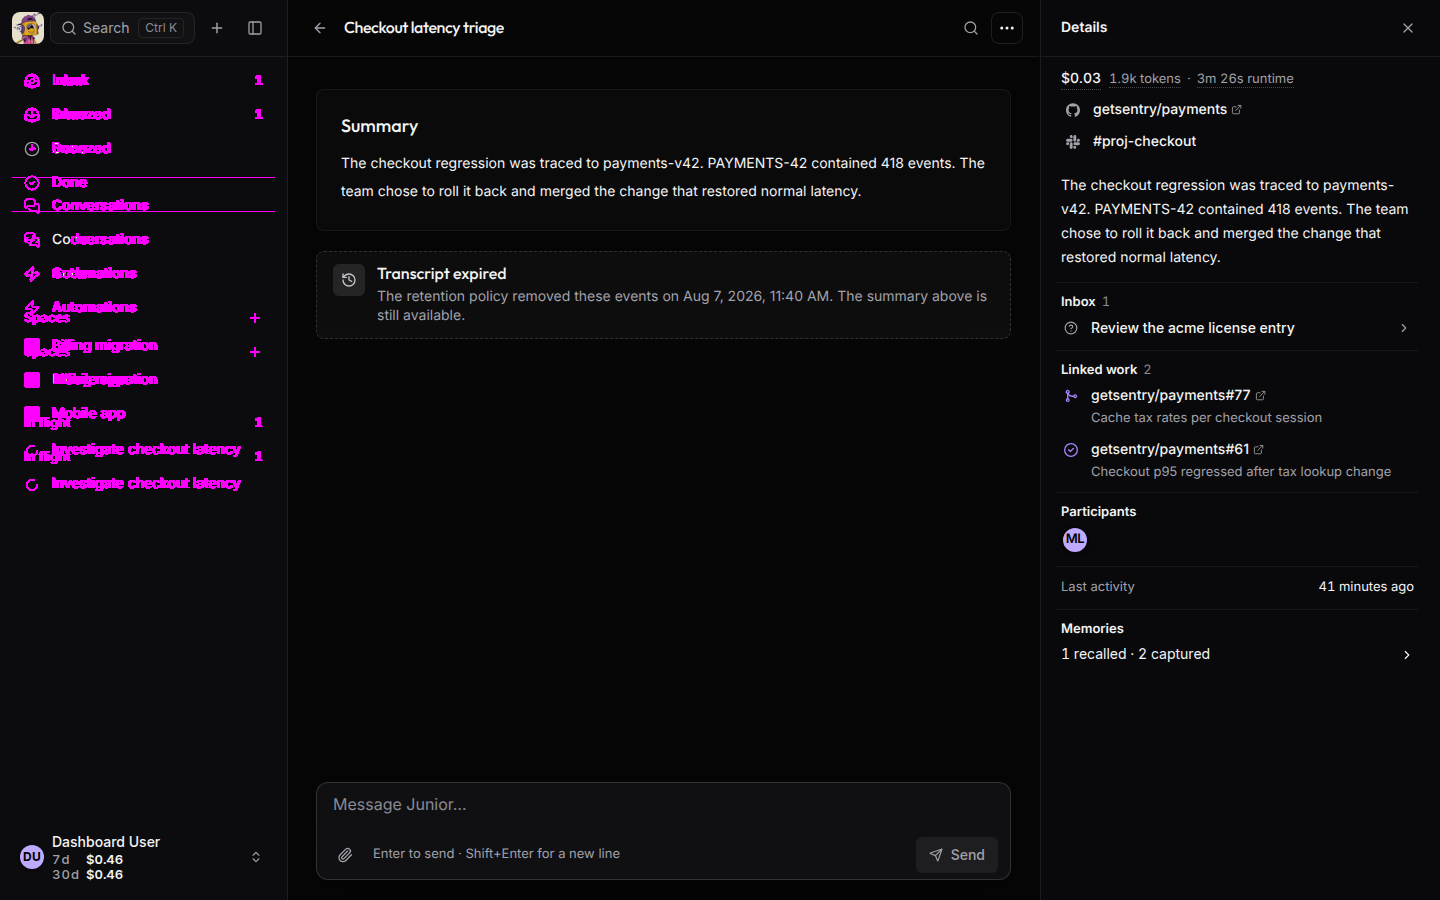 Search
Ctrl K
1
1
Done
Conversations
Automations
Spaces
Billing migration
Mobile app
In flight
1
Investigate checkout latency
1
Investigate checkout latency
Dashboard User
7d $0.46
30d $0.46
Checkout latency triage
Summary
The checkout regression was traced to payments-v42. PAYMENTS-42 contained 418 events. The
team chose to roll it back and merged the change that restored normal latency.
Transcript expired
The retention policy removed these events on Aug 7, 2026, 11:40 AM. The summary above is
still available.
Message Junior...
Enter to send · Shift+Enter for a new line
Send
Details
$0.03 1.9k tokens · 3m 26s runtime
getsentry/payments
#proj-checkout
The checkout regression was traced to payments-
v42. PAYMENTS-42 contained 418 events. The team
chose to roll it back and merged the change that
restored normal latency.
Inbox 1
Review the acme license entry
Linked work 2
getsentry/payments#77
Cache tax rates per checkout session
getsentry/payments#61
Checkout p95 regressed after tax lookup change
Participants
ML
Last activity 41 minutes ago
Memories
1 recalled · 2 captured
DU